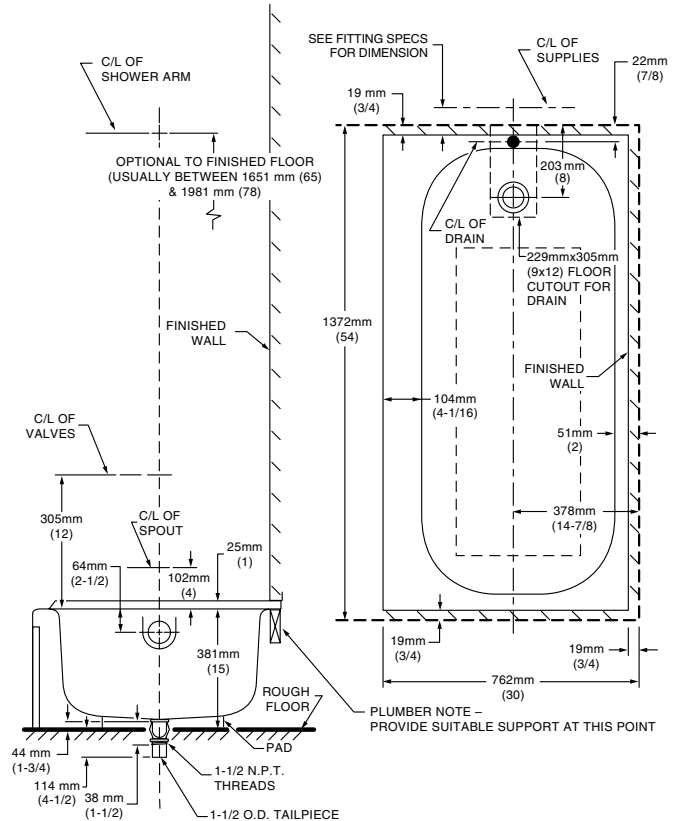 C/L OF
SHOWER ARM
OPTIONAL TO FINISHED FLOOR
(USUALLY BETWEEN 1651 mm (65)
& 1981 mm (78)
FINISHED
WALL
C/L OF
VALVES
305mm
(12)
C/L OF
SPOUT
64mm
(2-1/2)
102mm
(4)
25mm
(1)
381mm
(15)
ROUGH
FLOOR
PAD
44 mm
(1-3/4)
114 mm
(4-1/2)
38 mm
(1-1/2)
1-1/2 N.P.T.
THREADS
1-1/2 O.D. TAILPIECE
SEE FITTING SPECS
FOR DIMENSION
C/L OF
SUPPLIES
22mm
(7/8)
19 mm
(3/4)
203mm
(8)
C/L OF
DRAIN
229mmx305mm
(9x12) FLOOR
CUTOUT FOR
DRAIN
1372mm
(54)
FINISHED
WALL
104mm
(4-1/16)
51mm
(2)
378mm
(14-7/8)
19mm
(3/4)
19mm
(3/4)
762mm
(30)
PLUMBER NOTE –
PROVIDE SUITABLE SUPPORT AT THIS POINT